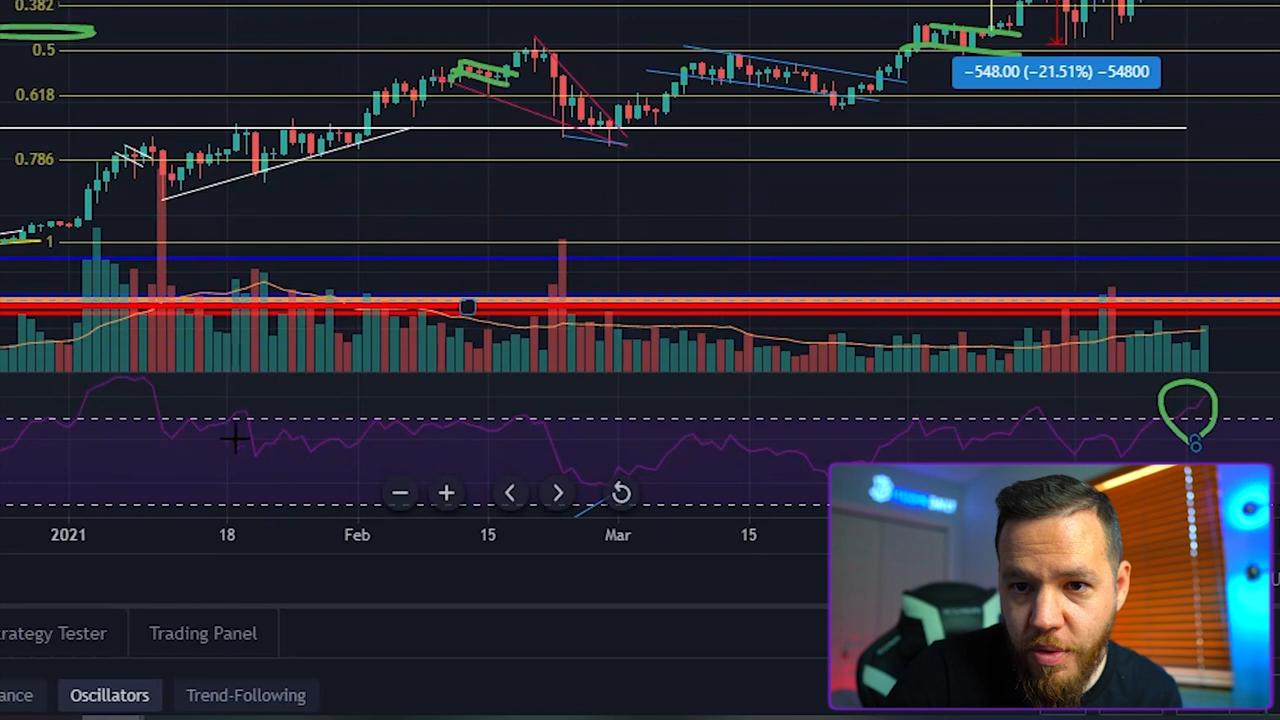 0.382
0.5
−548.00 (−21.51%) −54800
0.618
0.786
1
2021 18 Feb 15 Mar 15
rategy Tester Trading Panel
ance Oscillators Trend-Following